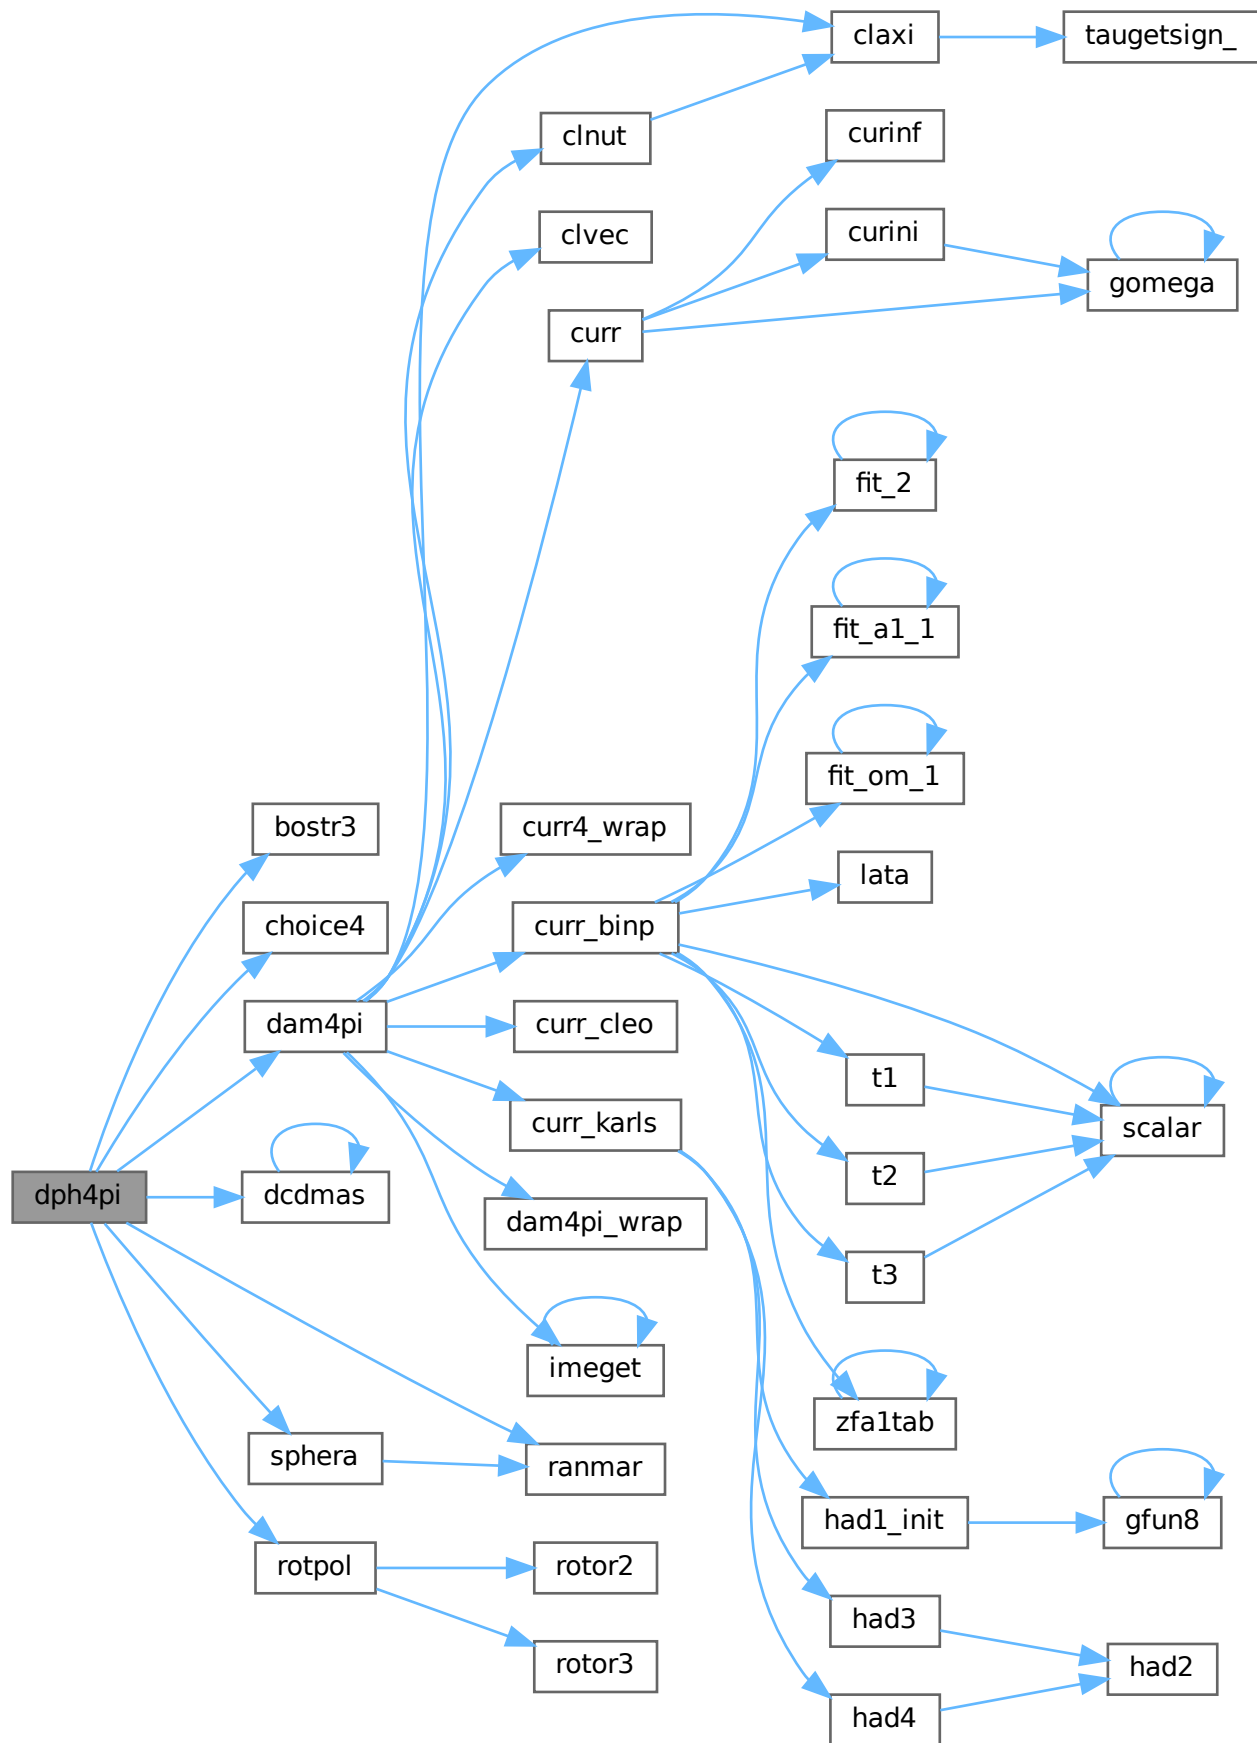 claxi
taugetsign_
clnut
curinf
clvec
curini
gomega
curr
fit_2
fit_a1_1
fit_om_1
bostr3
curr4_wrap
lata
choice4
curr_binp
dam4pi
curr_cleo
t1
curr_karls
scalar
dph4pi
dcdmas
t2
dam4pi_wrap
t3
imeget
zfa1tab
sphera
ranmar
had1_init
gfun8
rotpol
rotor2
had3
rotor3
had2
had4